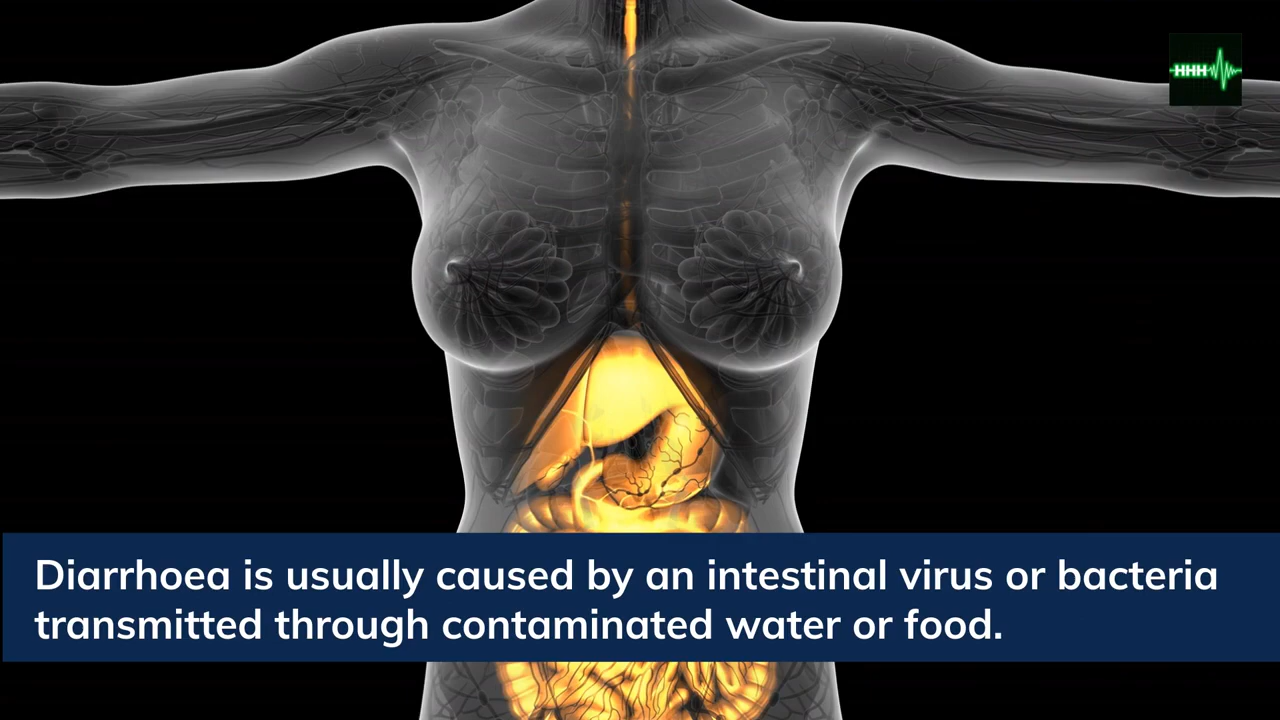 HHH
Diarrhoea is usually caused by an intestinal virus or bacteria
transmitted through contaminated water or food.